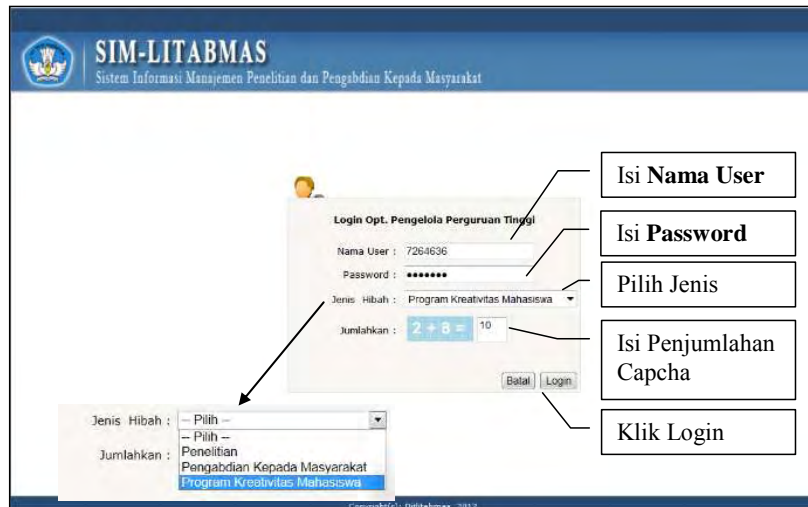 SIM-LITABMAS
Sistem Informasi Manajemen Penelitian dan Pengabdian Kepada Masyarakat
Isi Nama User
Login Opt. Pengelola Perguruan Tinggi
Isi Password
Nama User : 7264636
Password : •••••••
Pilih Jenis
Jenis Hibah : Program Kreativitas Mahasiswa
Jumlahkan : 2 + 8 = 10
Isi Penjumlahan
Capcha
Batal Login
Klik Login
Jenis Hibah : -- Pilih --
-- Pilih --
Jumlahkan : Penelitian
Pengabdian Kepada Masyarakat
Program Kreativitas Mahasiswa